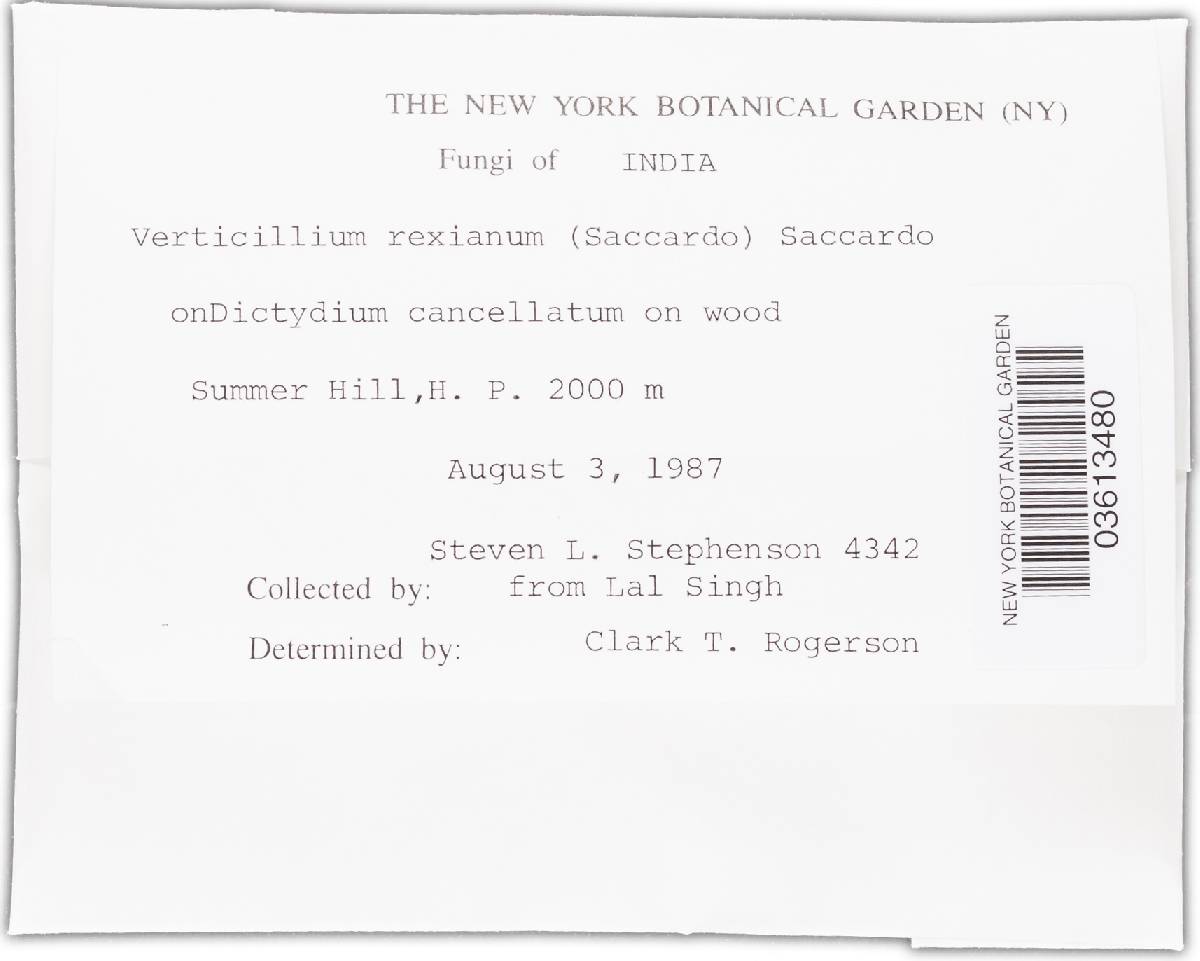 THE NEW YORK BOTANICAL GARDEN (NY)
Fungi of INDIA
Verticillium rexianum (Saccardo) Saccardo
onDictydium cancellatum on wood
Summer Hill,H. P. 2000 m
August 3, 1987
Steven L. Stephenson 4342
Collected by: from Lal Singh
Determined by: Clark T. Rogerson
NEW YORK BOTANICAL GARDEN
03613480